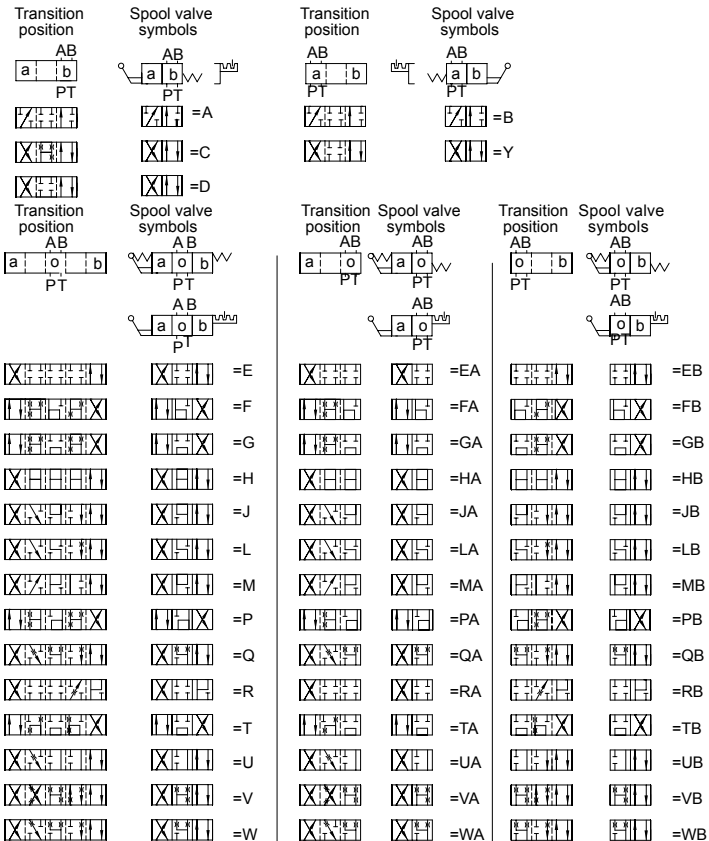 Transition position
Spool valve symbols
Transition position
Spool valve symbols
AB
a b
PT
AB
a b
PT
AB
a b
PT
AB
a b
PT
=A
=B
=C
=Y
=D
Transition position
Spool valve symbols
Transition position
Spool valve symbols
Transition position
Spool valve symbols
AB
a o b
PT
A B
a o b
PT
AB
a o
PT
AB
a o
PT
AB
o b
PT
AB
o b
PT
A B
a o b
PT
AB
a o
PT
AB
o b
PT
=E
=EA
=EB
=F
=FA
=FB
=G
=GA
=GB
=H
=HA
=HB
=J
=JA
=JB
=L
=LA
=LB
=M
=MA
=MB
=P
=PA
=PB
=Q
=QA
=QB
=R
=RA
=RB
=T
=TA
=TB
=U
=UA
=UB
=V
=VA
=VB
=W
=WA
=WB